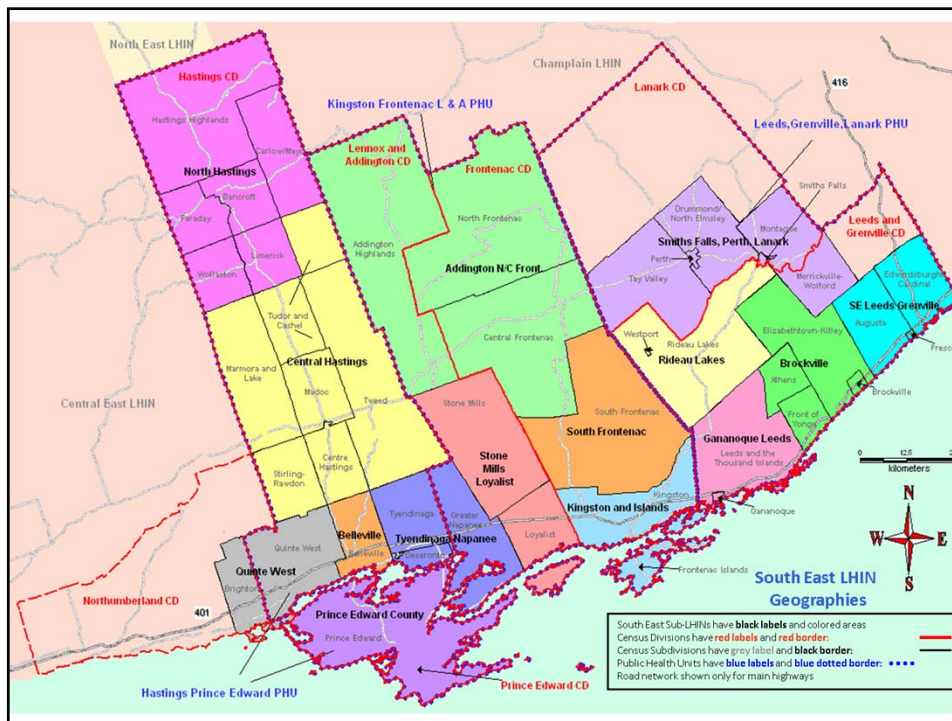 North East LHIN
Hastings CD
Champlain LHIN
Lanark CD
416
Kingston Frontenac L & A PHU
Leeds,Grenville,Lanark PHU
Hastings Highlands
Carlow/Mayo
Lennox and
Addington CD
Frontenac CD
North Hastings
Smiths Falls
Bancroft
Faraday
North Frontenac
Drummond/
North Elmsley
Montague
Leeds and
Grenville CD
Addington
Highlands
Smiths Falls, Perth, Lanark
Limerick
Perth
Wollaston
Addington N/C Front.
Tay Valley
Merrickville-
Wolford
Edwardsburgh/
Cardinal
SE Leeds Grenville
Augusta
Tudor and
Cashel
Central Frontenac
Westport
Rideau Lakes
Rideau Lakes
Elizabethtown-Kitley
Presc
Central Hastings
Brockville
Marmora and
Lake
Madoc
Athens
Brockville
Tweed
Stone Mills
South Frontenac
Front of
Yonge
Central East LHIN
South Frontenac
Gananoque Leeds
Centre
Hastings
Stirling-
Rawdon
Stone
Mills
Loyalist
Leeds and the
Thousand Islands
0 12.5 2
kilometers
Kingston
Gananoque
Kingston and Islands
Belleville
Tyendinaga
Greater
Napanee
Quinte West
Tyendinaga Napanee
Loyalist
N
W E
S
Belleville
Deseronto
Quinte West
Frontenac Islands
Brighton
Northumberland CD
401
Prince Edward County
Prince Edward
Hastings Prince Edward PHU
Prince Edward CD
South East LHIN
Geographies
South East Sub-LHINs have black labels and colored areas
Census Divisions have red labels and red border:
Census Subdivisions have grey label and black border:
Public Health Units have blue labels and blue dotted border:
Road network shown only for main highways